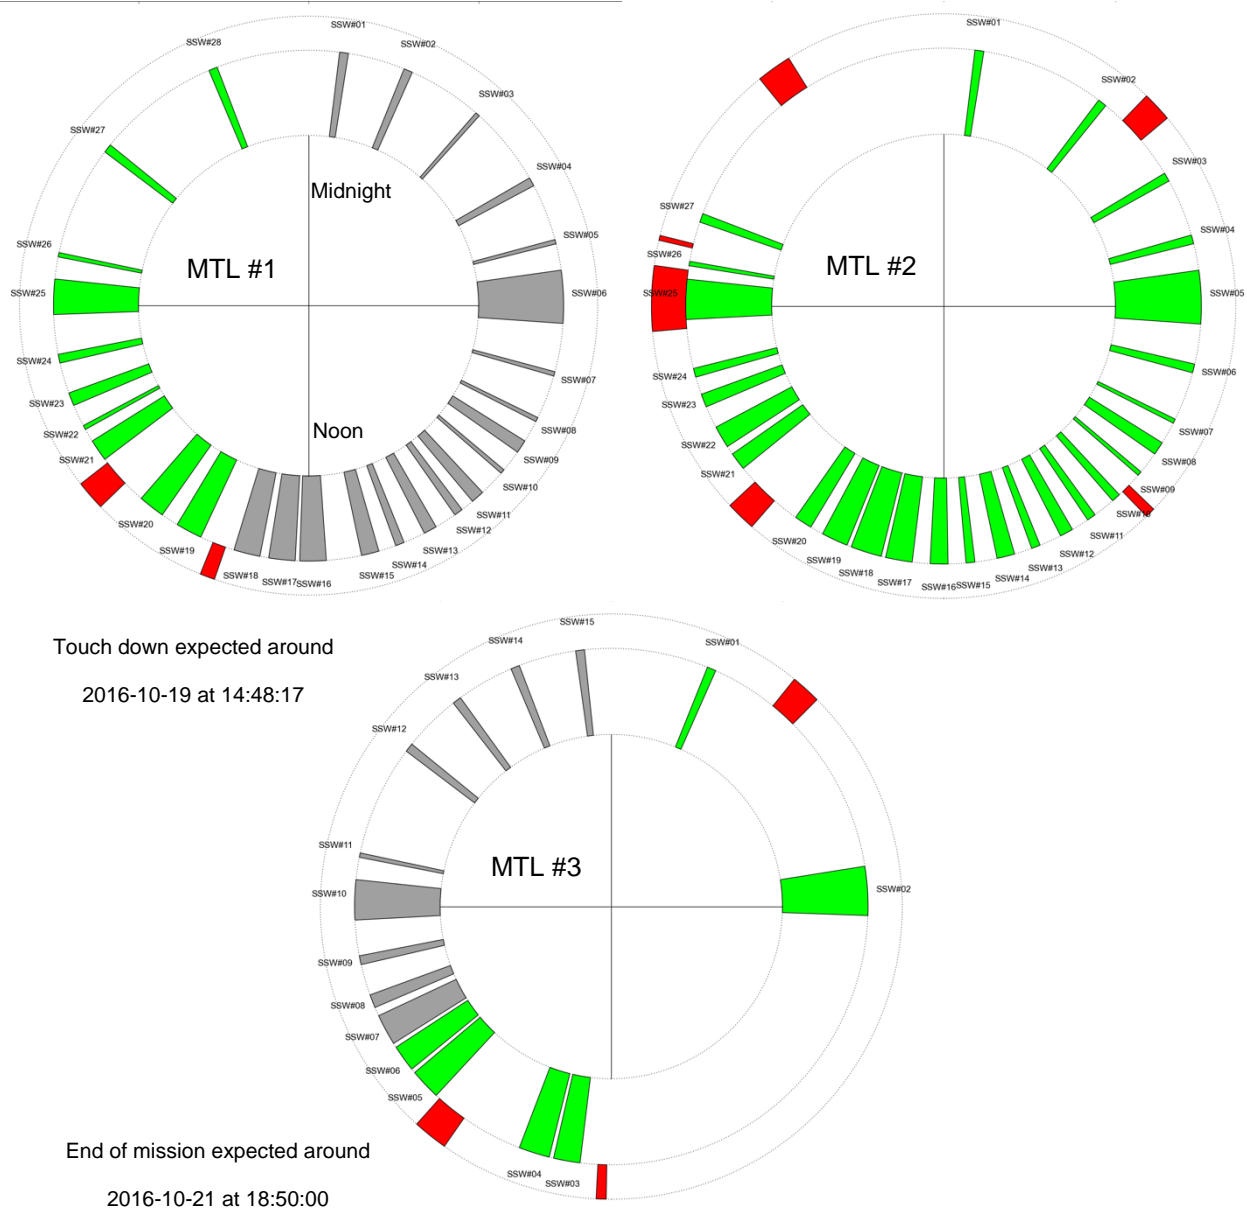 SSW#01
SSW#02
SSW#03
SSW#04
SSW#05
SSW#06
SSW#07
SSW#08
SSW#09
SSW#10
SSW#11
SSW#12
SSW#13
SSW#14
SSW#15
SSW#16
SSW#17
SSW#18
SSW#19
SSW#20
SSW#21
SSW#22
SSW#23
SSW#24
SSW#25
SSW#26
SSW#27
SSW#28
Midnight
MTL #1
Noon
SSW#01
SSW#02
SSW#03
SSW#04
SSW#05
SSW#06
SSW#07
SSW#08
SSW#09
SSW#10
SSW#11
SSW#12
SSW#13
SSW#14
SSW#15
SSW#16
SSW#17
SSW#18
SSW#19
SSW#20
SSW#21
SSW#22
SSW#23
SSW#24
SSW#25
SSW#26
SSW#27
MTL #2
Touch down expected around
2016-10-19 at 14:48:17
SSW#01
SSW#02
SSW#03
SSW#04
SSW#05
SSW#06
SSW#07
SSW#08
SSW#09
SSW#10
SSW#11
SSW#12
SSW#13
SSW#14
SSW#15
MTL #3
End of mission expected around
2016-10-21 at 18:50:00